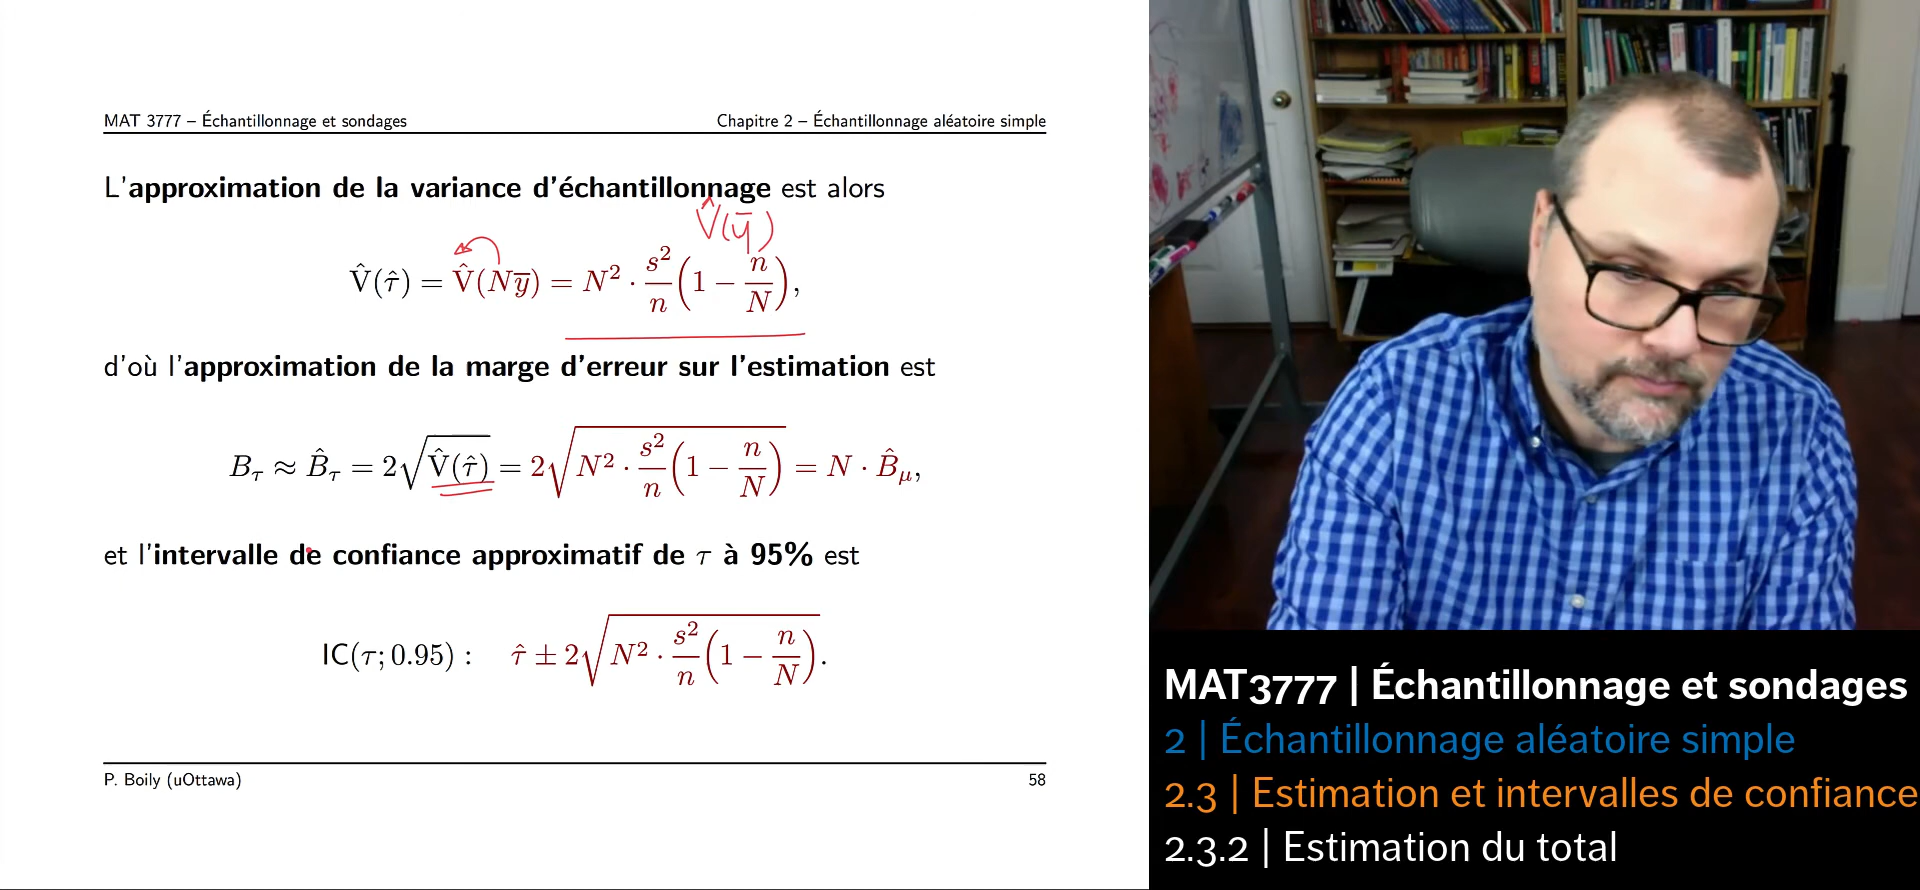 MAT 3777 – Échantillonnage et sondages
Chapitre 2 – Échantillonnage aléatoire simple
L'approximation de la variance d'échantillonnage est alors
V̂(ȳ)
V̂(τ̂) = V̂(Nȳ) = N² · s²/n (1 − n/N),
d'où l'approximation de la marge d'erreur sur l'estimation est
B_τ ≈ B̂_τ = 2√(V̂(τ̂)) = 2√(N² · s²/n (1 − n/N)) = N · B̂_μ,
et l'intervalle de confiance approximatif de τ à 95% est
IC(τ; 0.95) : τ̂ ± 2√(N² · s²/n (1 − n/N)).
P. Boily (uOttawa)
58
MAT3777 | Échantillonnage et sondages
2 | Échantillonnage aléatoire simple
2.3 | Estimation et intervalles de confiance
2.3.2 | Estimation du total